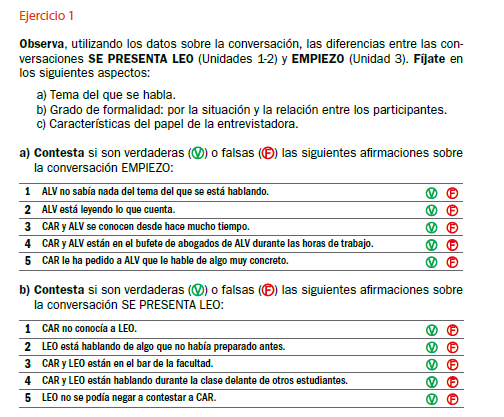 Ejercicio 1
Observa, utilizando los datos sobre la conversación, las diferencias entre las con-
versaciones SE PRESENTA LEO (Unidades 1-2) y EMPIEZO (Unidad 3). Fíjate en
los siguientes aspectos:
a) Tema del que se habla.
b) Grado de formalidad: por la situación y la relación entre los participantes.
c) Características del papel de la entrevistadora.
a) Contesta si son verdaderas (V) o falsas (F) las siguientes afirmaciones sobre
la conversación EMPIEZO:
1 ALV no sabía nada del tema del que se está hablando. V F
2 ALV está leyendo lo que cuenta. V F
3 CAR y ALV se conocen desde hace mucho tiempo. V F
4 CAR y ALV están en el bufete de abogados de ALV durante las horas de trabajo. V F
5 CAR le ha pedido a ALV que le hable de algo muy concreto. V F
b) Contesta si son verdaderas (V) o falsas (F) las siguientes afirmaciones sobre
la conversación SE PRESENTA LEO:
1 CAR no conocía a LEO. V F
2 LEO está hablando de algo que no había preparado antes. V F
3 CAR y LEO están en el bar de la facultad. V F
4 CAR y LEO están hablando durante la clase delante de otros estudiantes. V F
5 LEO no se podía negar a contestar a CAR. V F